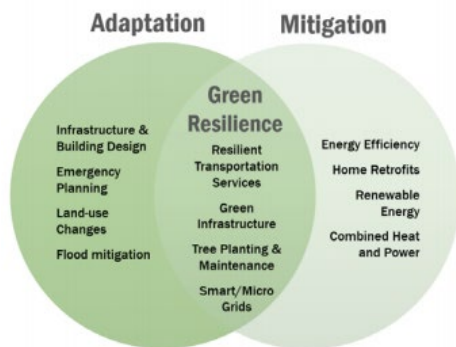 Adaptation
Mitigation
Green
Resilience
Infrastructure &
Building Design
Emergency
Planning
Land-use
Changes
Flood mitigation
Resilient
Transportation
Services
Green
Infrastructure
Tree Planting &
Maintenance
Smart/Micro
Grids
Energy Efficiency
Home Retrofits
Renewable
Energy
Combined Heat
and Power